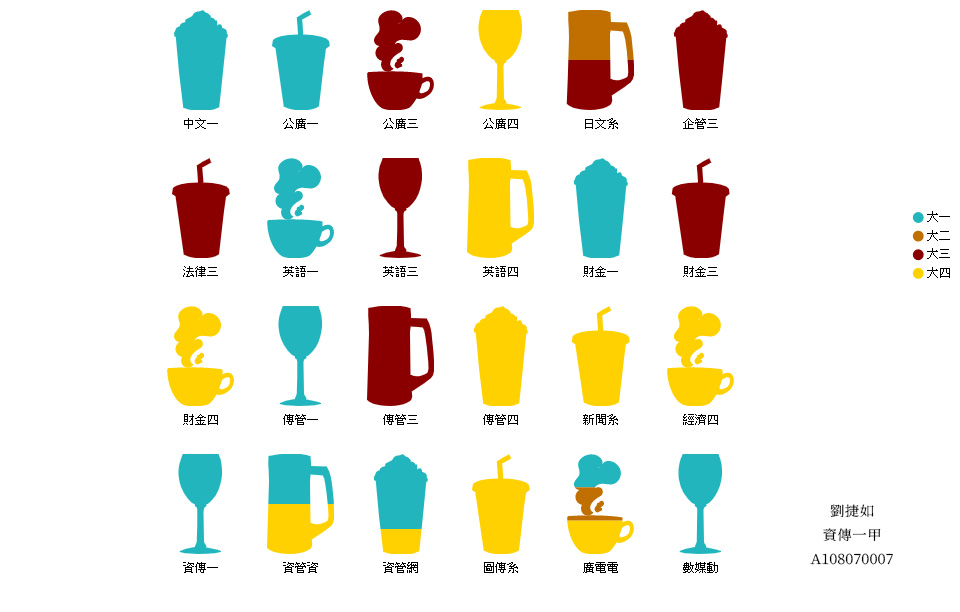 中文一 公廣一 公廣三 公廣四 日文系 企管三
法律三 英語一 英語三 英語四 財金一 財金三
大一
大二
大三
大四
財金四 傳管一 傳管三 傳管四 新聞系 經濟四
資傳一 資管資 資管網 圖傳系 廣電電 數媒動
劉捷如
資傳一甲
A108070007